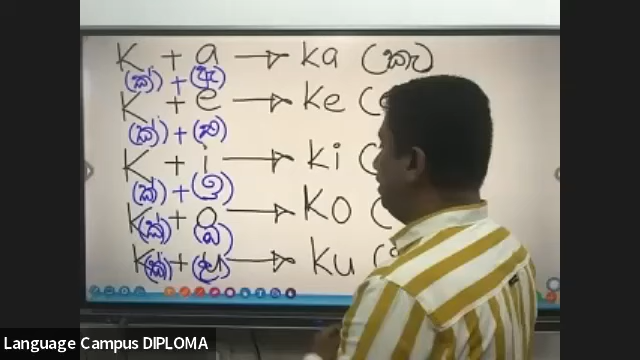 K + a → ka (කැ)
(ක්) + (ඇ)
K + e → ke (
(ක්) + (එ)
K + i → ki (
(ක්) + (ඉ)
K + o → ko (
(ක්) + (ඔ)
K + u → ku (
(ක්) + (උ)
Language Campus DIPLOMA